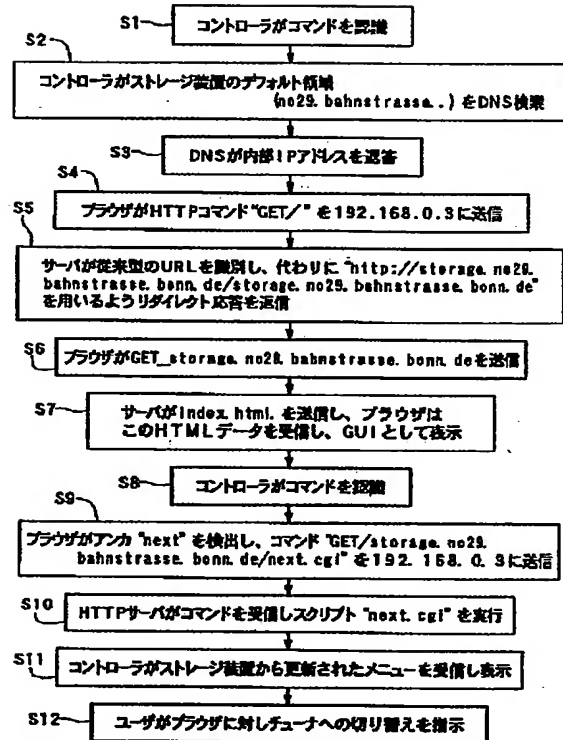 S1
コントローラがコマンドを認識
S2
コントローラがストレージ装置のデフォルト領域
(no29. bahnstrasse..) をDNS検索
S3
DNSが内部IPアドレスを返答
S4
ブラウザがHTTPコマンド"GET/" を192.168.0.3に送信
S5
サーバが従来型のURLを識別し、代わりに "http://storage. no29.
bahnstrasse. bonn. de/storage. no29. bahnstrasse. bonn. de"
を用いるようリダイレクト応答を返信
S6
ブラウザがGET_storage. no29. bahnstrasse. bonn. deを送信
S7
サーバがindex. html. を送信し、ブラウザは
このHTMLデータを受信し、GUIとして表示
S8
コントローラがコマンドを認識
S9
ブラウザがアンカ "next" を検出し、コマンド "GET/storage. no29.
bahnstrasse. bonn. de/next. cgi" を192. 168. 0. 3に送信
S10
HTTPサーバがコマンドを受信しスクリプト "next. cgi" を実行
S11
コントローラがストレージ装置から更新されたメニューを受信し表示
S12
ユーザがブラウザに対しチューナへの切り替えを指示